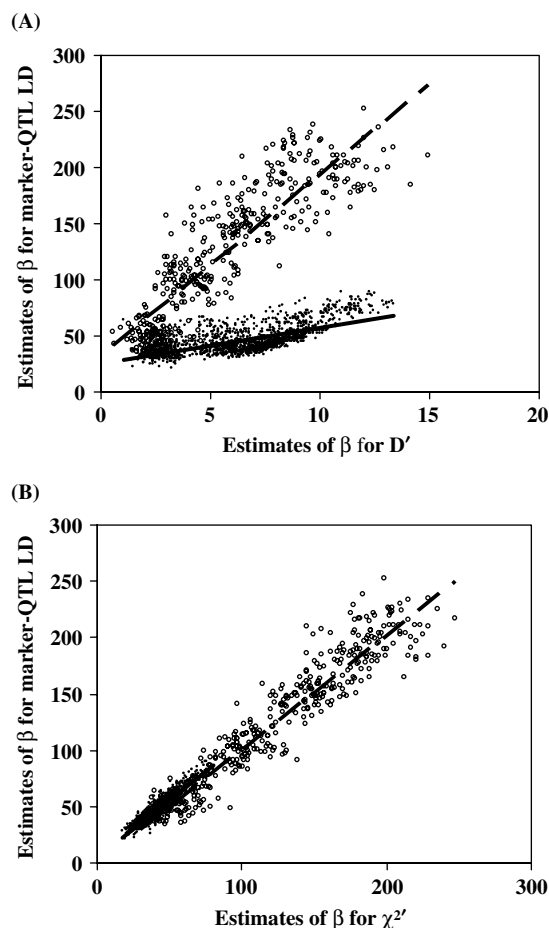 (A)
300
250
200
150
100
50
0
Estimates of β for marker-QTL LD
0 5 10 15 20
Estimates of β for D′
(B)
300
250
200
150
100
50
0
Estimates of β for marker-QTL LD
0 100 200 300
Estimates of β for χ²′